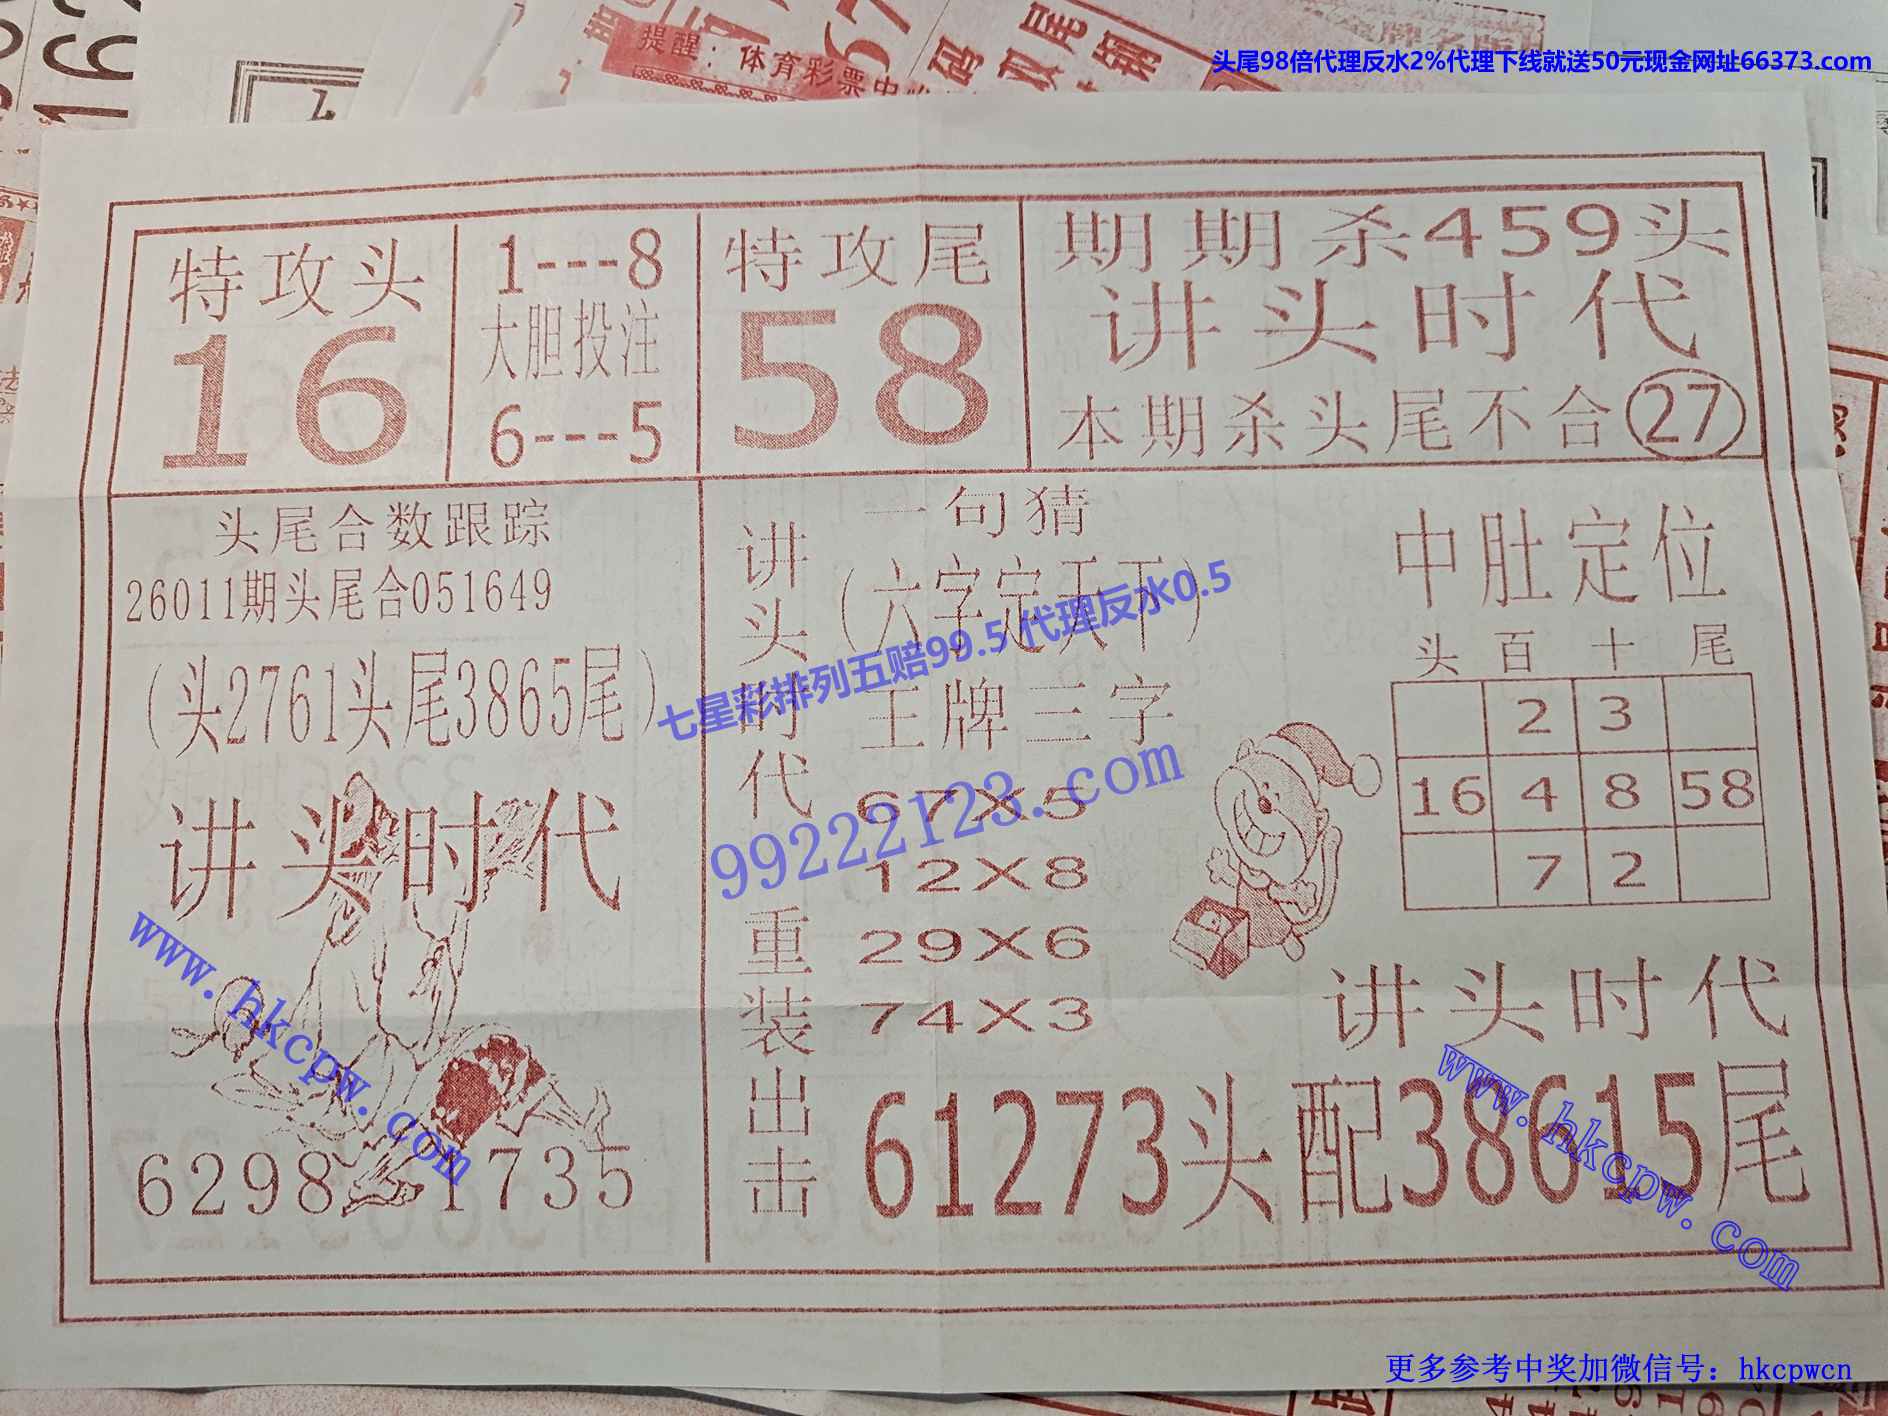 头尾98倍代理反水2%代理下线就送50元现金网址66373.com
提醒：体育彩票中
特攻头
16
1---8
大胆投注
6---5
特攻尾
58
期期杀459头
讲头时代
本期杀头尾不合27
头尾合数跟踪
26011期头尾合051649
（头2761头尾3865尾）
讲头时代
6298 1735
讲头时代重装出击
一句猜
（六字定天下）
王牌三字
67X5
12X8
29X6
74X3
中肚定位
头 百 十 尾
2 3
16 4 8 58
7 2
讲头时代
61273头配38615尾
七星彩排列五赔99.5 代理反水0.5
99222123.com
www.hkcpw.com
www.hkcpw.com
更多参考中奖加微信号：hkcpwcn